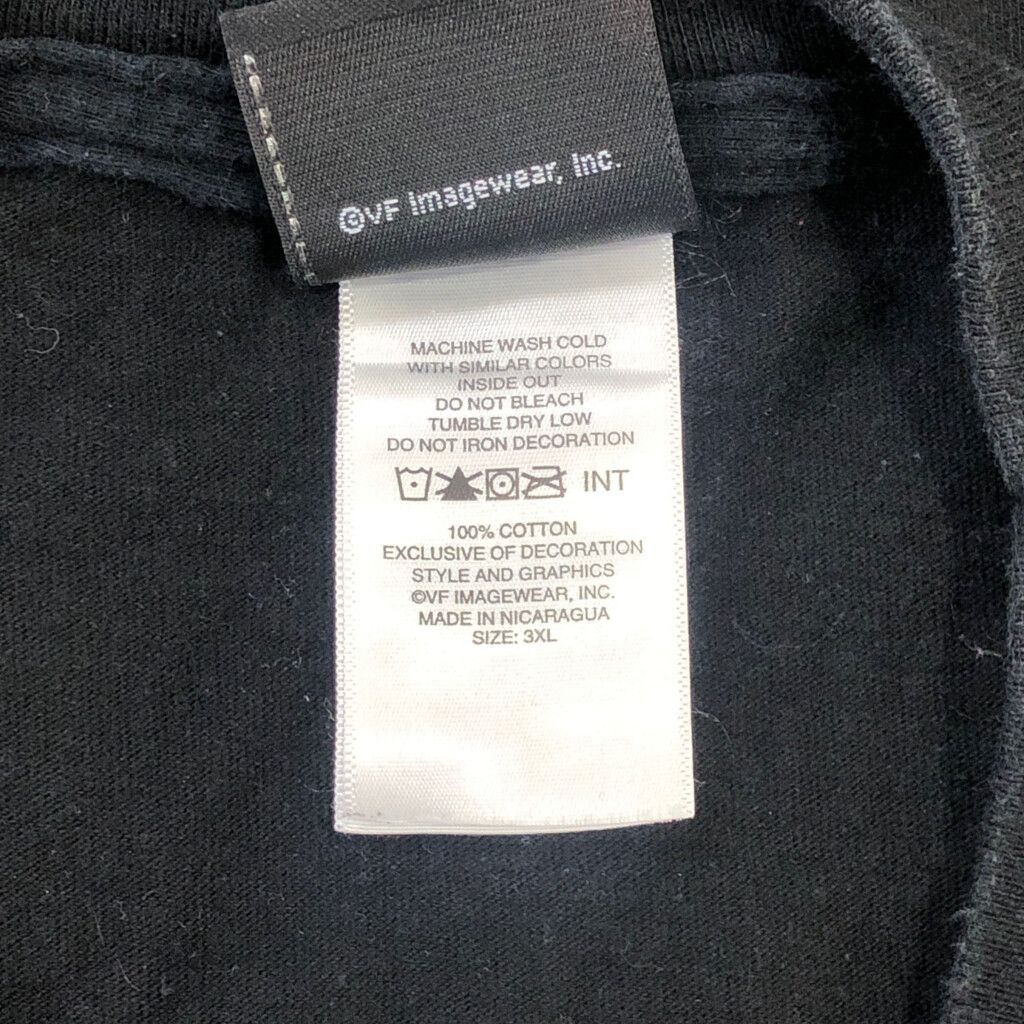 ©VF Imagewear, Inc.
MACHINE WASH COLD
WITH SIMILAR COLORS
INSIDE OUT
DO NOT BLEACH
TUMBLE DRY LOW
DO NOT IRON DECORATION
INT
100% COTTON
EXCLUSIVE OF DECORATION
STYLE AND GRAPHICS
©VF IMAGEWEAR, INC.
MADE IN NICARAGUA
SIZE: 3XL